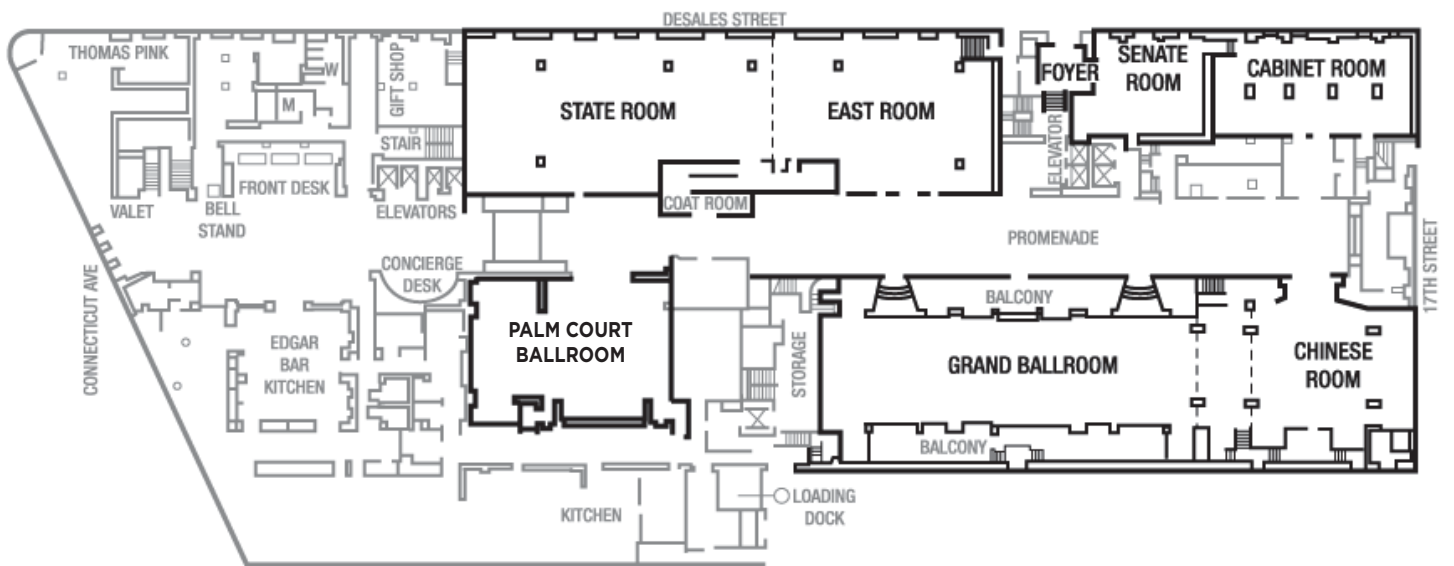 DESALES STREET
THOMAS PINK
W
M
GIFT SHOP
STAIR
STATE ROOM
EAST ROOM
FOYER
SENATE
ROOM
CABINET ROOM
ELEVATOR
FRONT DESK
VALET
BELL
STAND
ELEVATORS
COAT ROOM
PROMENADE
17TH STREET
CONNECTICUT AVE
CONCIERGE
DESK
EDGAR
BAR
KITCHEN
PALM COURT
BALLROOM
STORAGE
BALCONY
GRAND BALLROOM
CHINESE
ROOM
BALCONY
KITCHEN
LOADING
DOCK